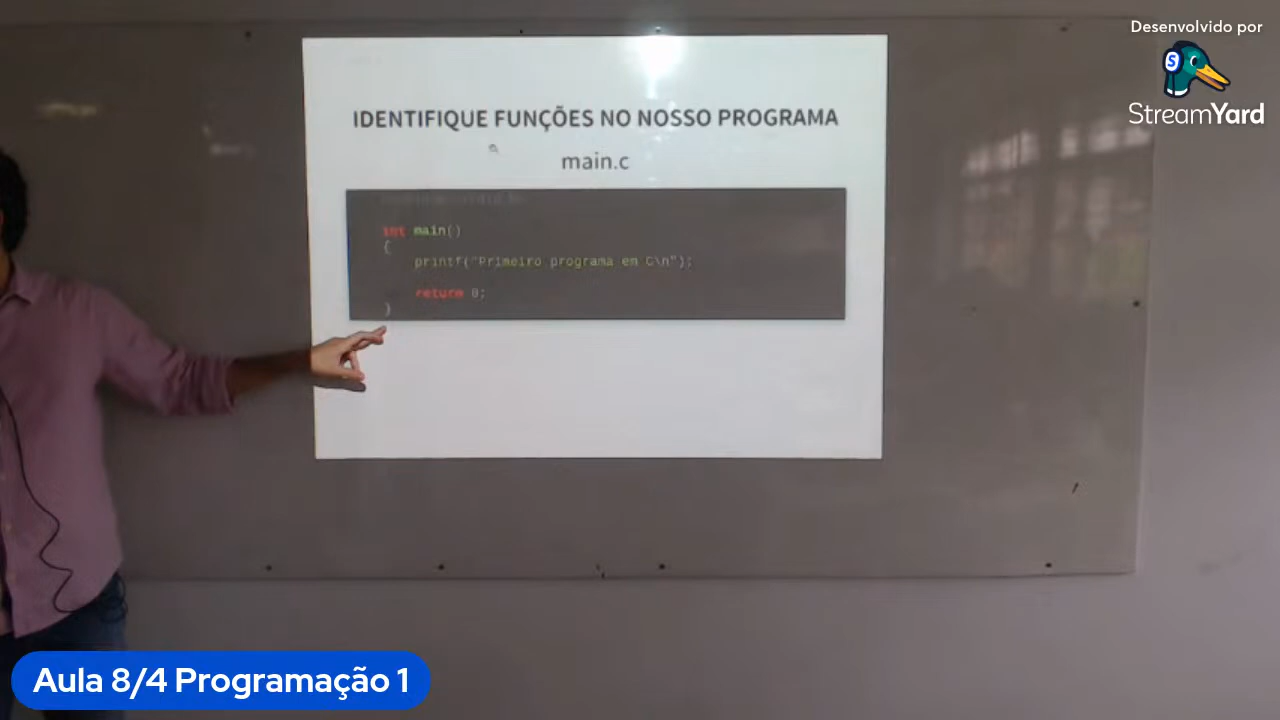 Desenvolvido por
StreamYard
IDENTIFIQUE FUNÇÕES NO NOSSO PROGRAMA
main.c
int main()
{
printf("Primeiro programa em C\n");
return 0;
}
Aula 8/4 Programação 1